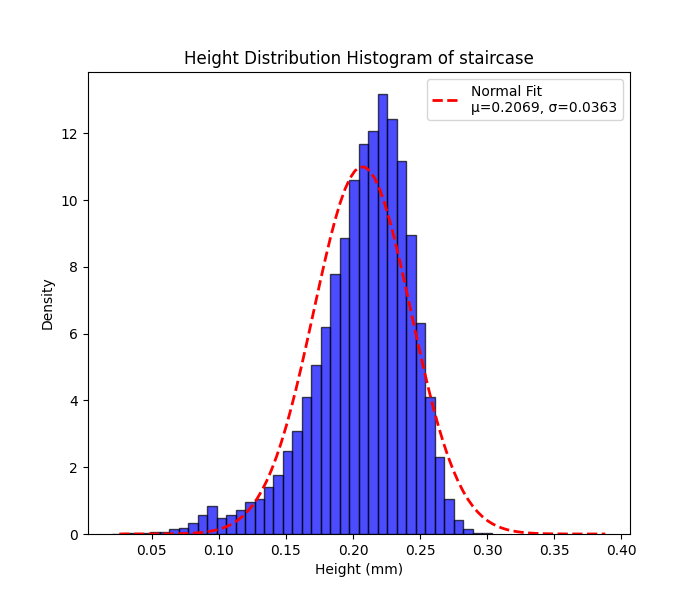 Height Distribution Histogram of staircase
Normal Fit
μ=0.2069, σ=0.0363
Density
12
10
8
6
4
2
0
0.05 0.10 0.15 0.20 0.25 0.30 0.35 0.40
Height (mm)